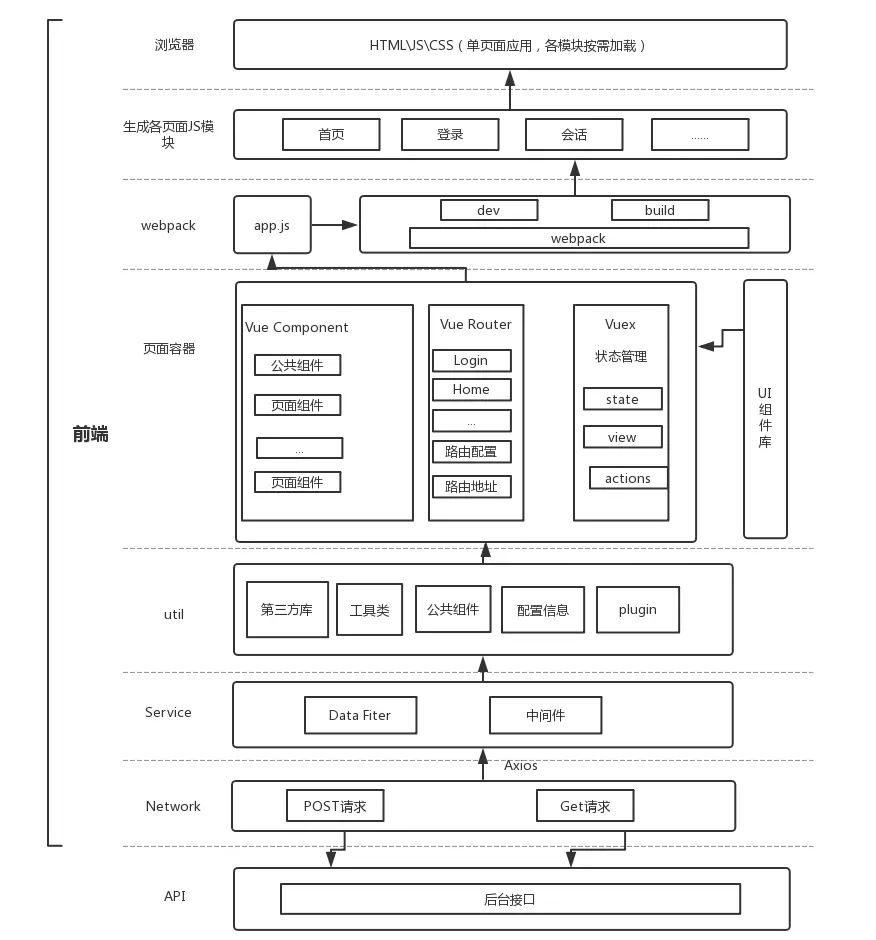 浏览器
HTML\JS\CSS（单页面应用，各模块按需加载）
生成各页面JS模
块
首页
登录
会话
......
webpack
app.js
dev
build
webpack
前端
页面容器
Vue Component
公共组件
页面组件
...
页面组件
Vue Router
Login
Home
...
路由配置
路由地址
Vuex
状态管理
state
view
actions
UI
组
件
库
util
第三方库
工具类
公共组件
配置信息
plugin
Service
Data Fiter
中间件
Axios
Network
POST请求
Get请求
API
后台接口